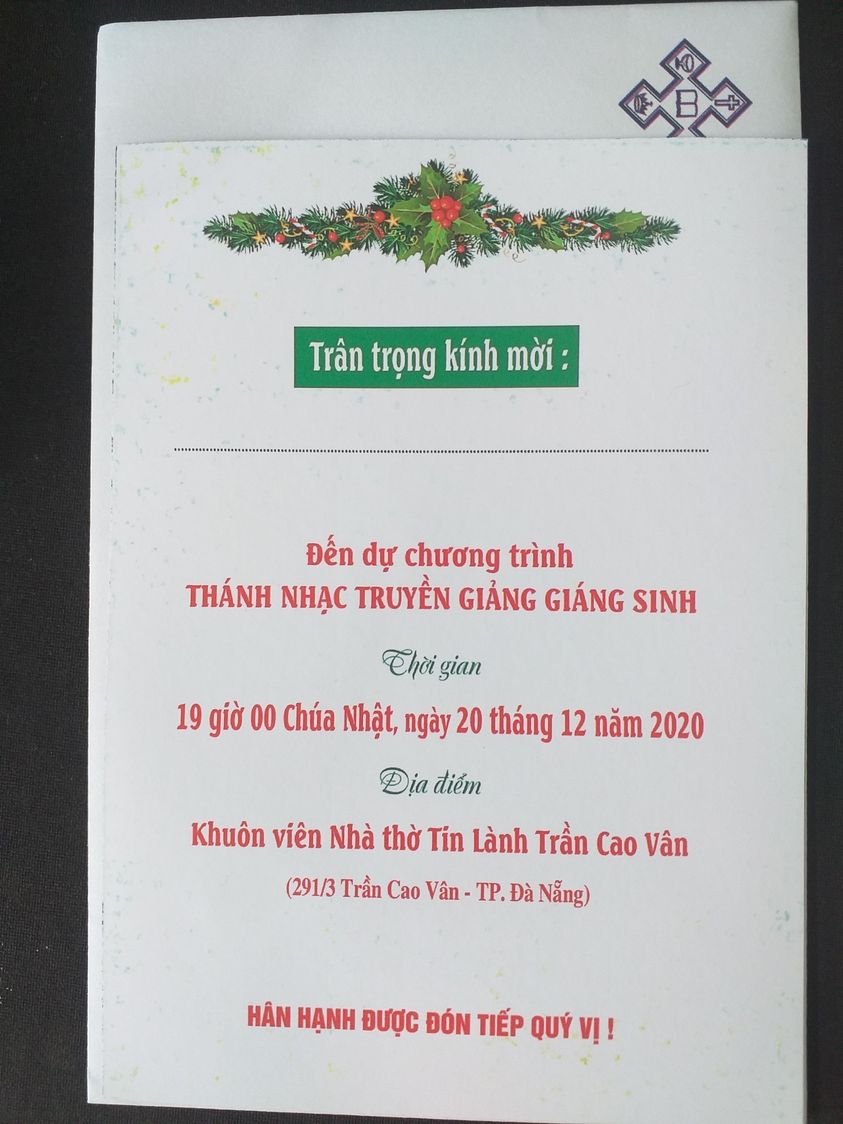 B
Trân trọng kính mời :
Đến dự chương trình
THÁNH NHẠC TRUYỀN GIẢNG GIÁNG SINH
Thời gian
19 giờ 00 Chúa Nhật, ngày 20 tháng 12 năm 2020
Địa điểm
Khuôn viên Nhà thờ Tin Lành Trần Cao Vân
(291/3 Trần Cao Vân - TP. Đà Nẵng)
HÂN HẠNH ĐƯỢC ĐÓN TIẾP QUÝ VỊ !